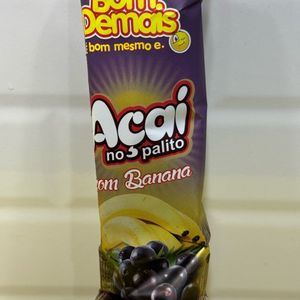 Bom
Demais
bom mesmo é.
Açaí
no palito
com Banana